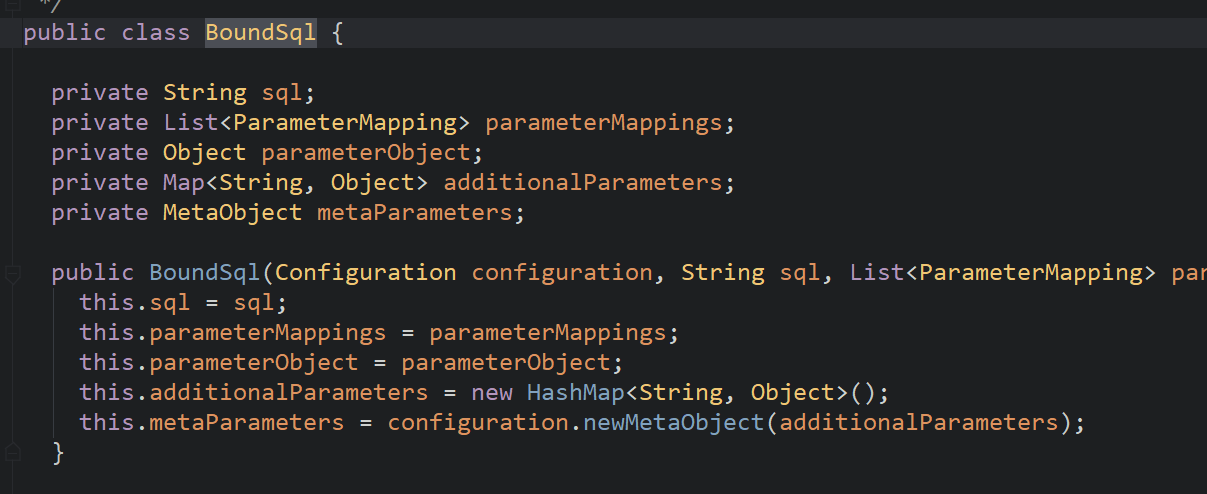 */
public class BoundSql {
private String sql;
private List<ParameterMapping> parameterMappings;
private Object parameterObject;
private Map<String, Object> additionalParameters;
private MetaObject metaParameters;
public BoundSql(Configuration configuration, String sql, List<ParameterMapping> par
this.sql = sql;
this.parameterMappings = parameterMappings;
this.parameterObject = parameterObject;
this.additionalParameters = new HashMap<String, Object>();
this.metaParameters = configuration.newMetaObject(additionalParameters);
}